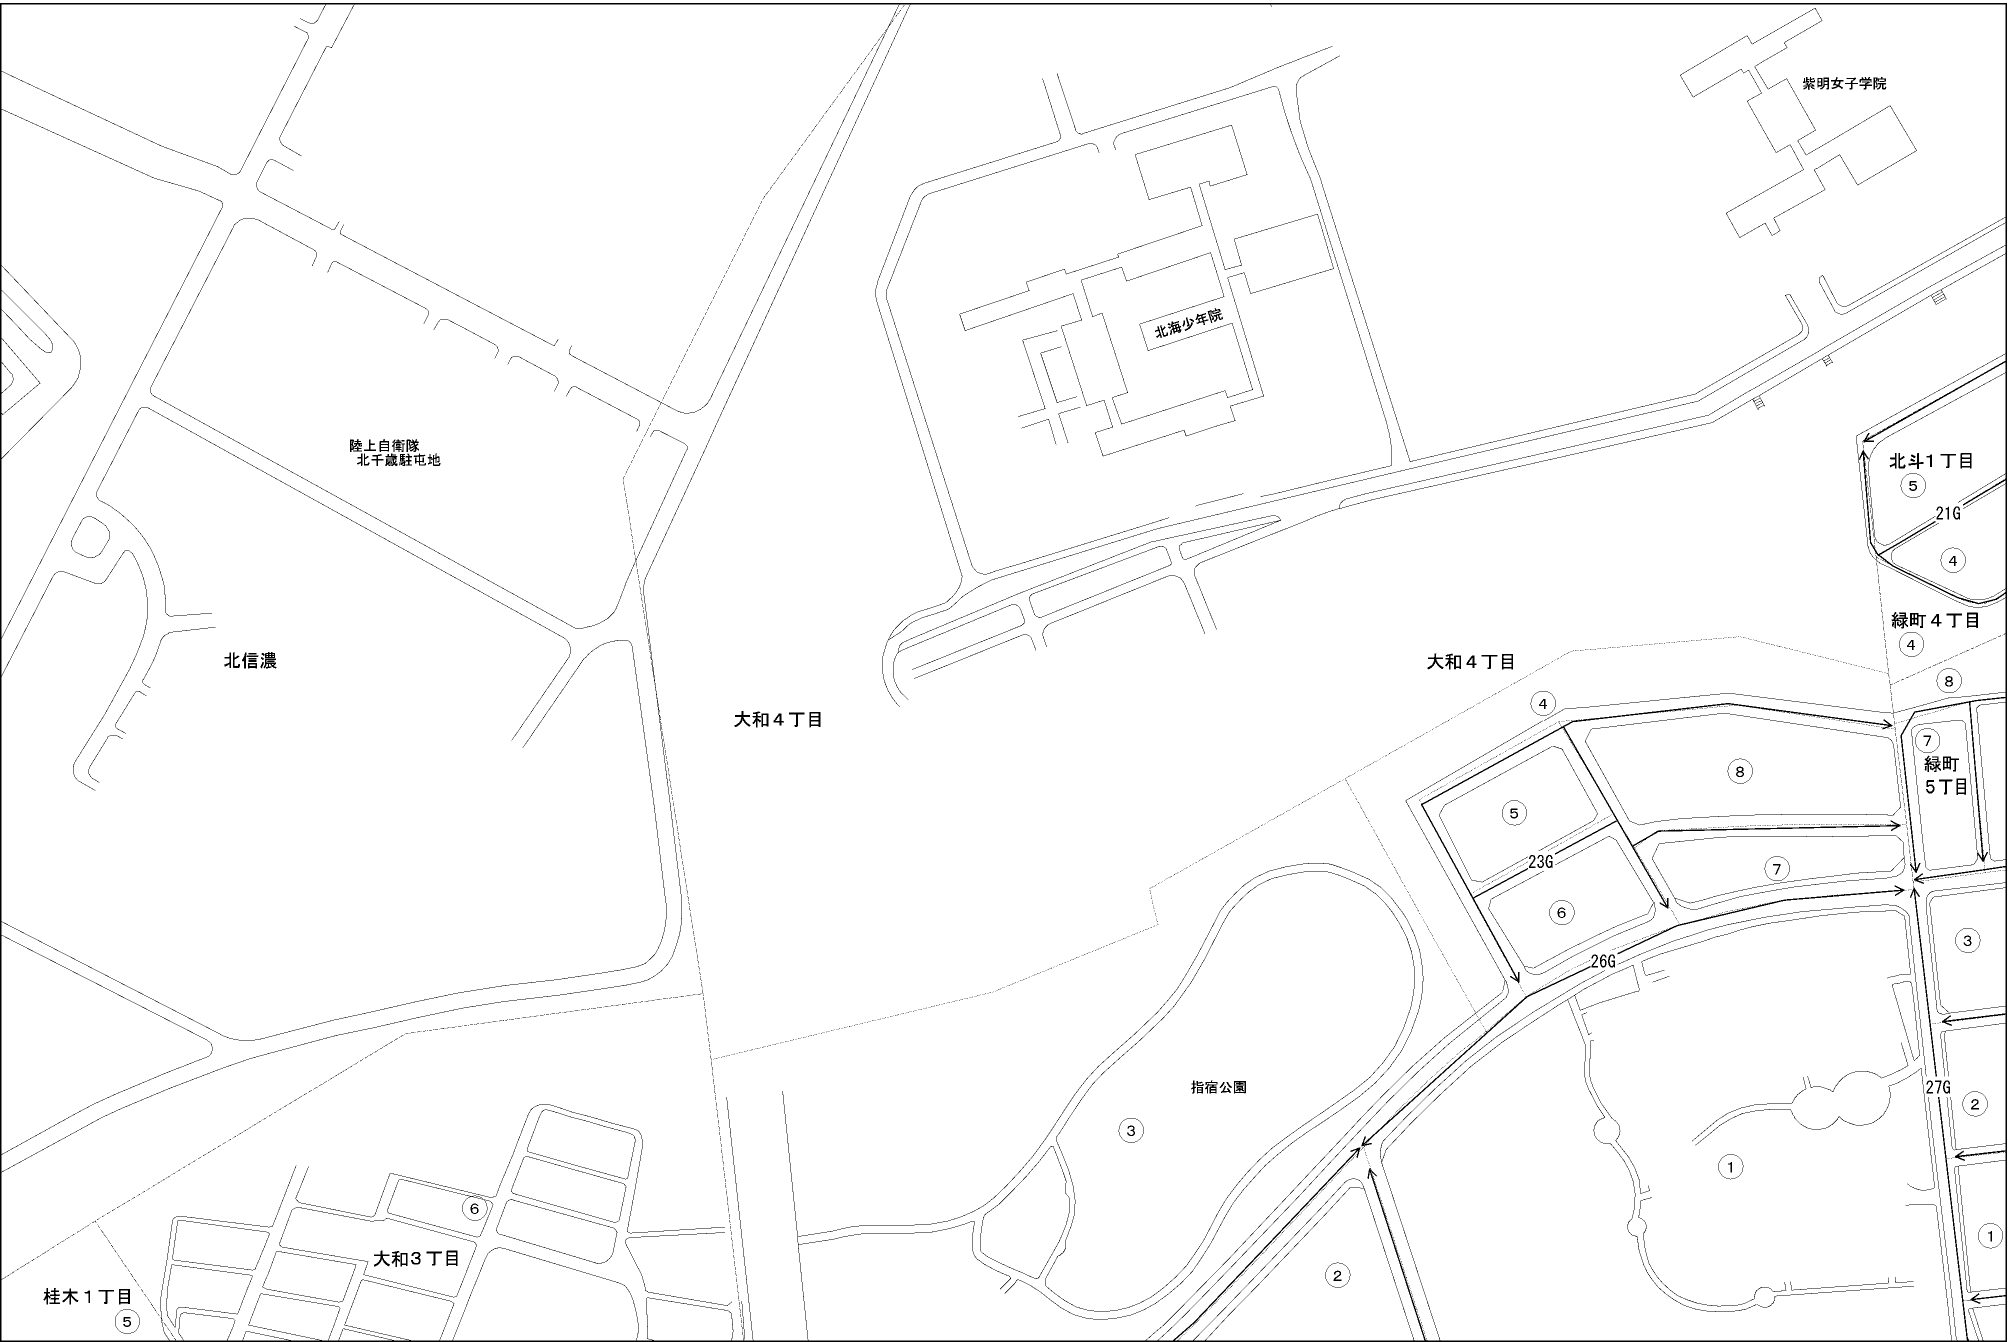 紫明女子学院
北海少年院
陸上自衛隊
北千歳駐屯地
北斗1丁目
⑤
21G
④
緑町4丁目
④
北信濃
大和4丁目
大和4丁目
④
⑧
⑦
緑町
5丁目
⑧
⑤
23G
⑦
⑥
26G
③
指宿公園
③
27G
②
①
①
⑥
大和3丁目
②
桂木1丁目
⑤